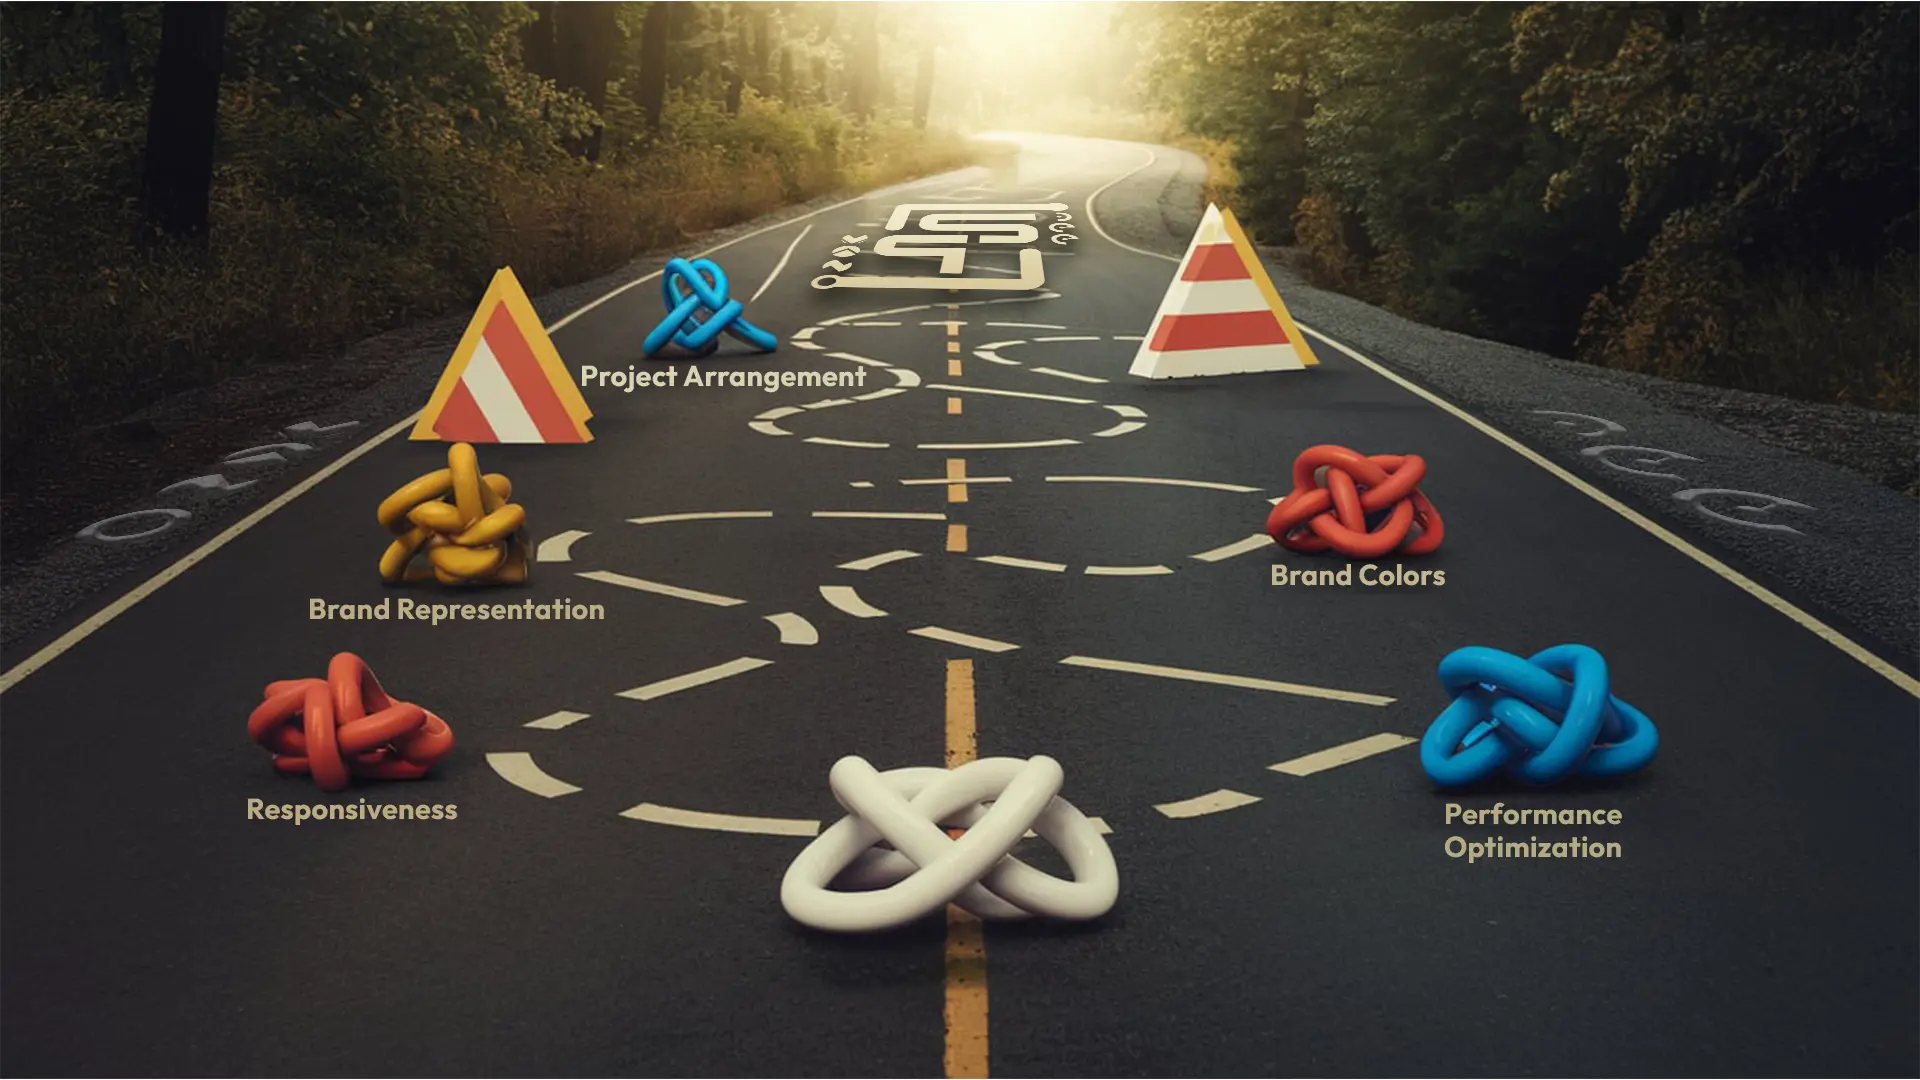 Project Arrangement
Brand Representation
Brand Colors
Responsiveness
Performance
Optimization